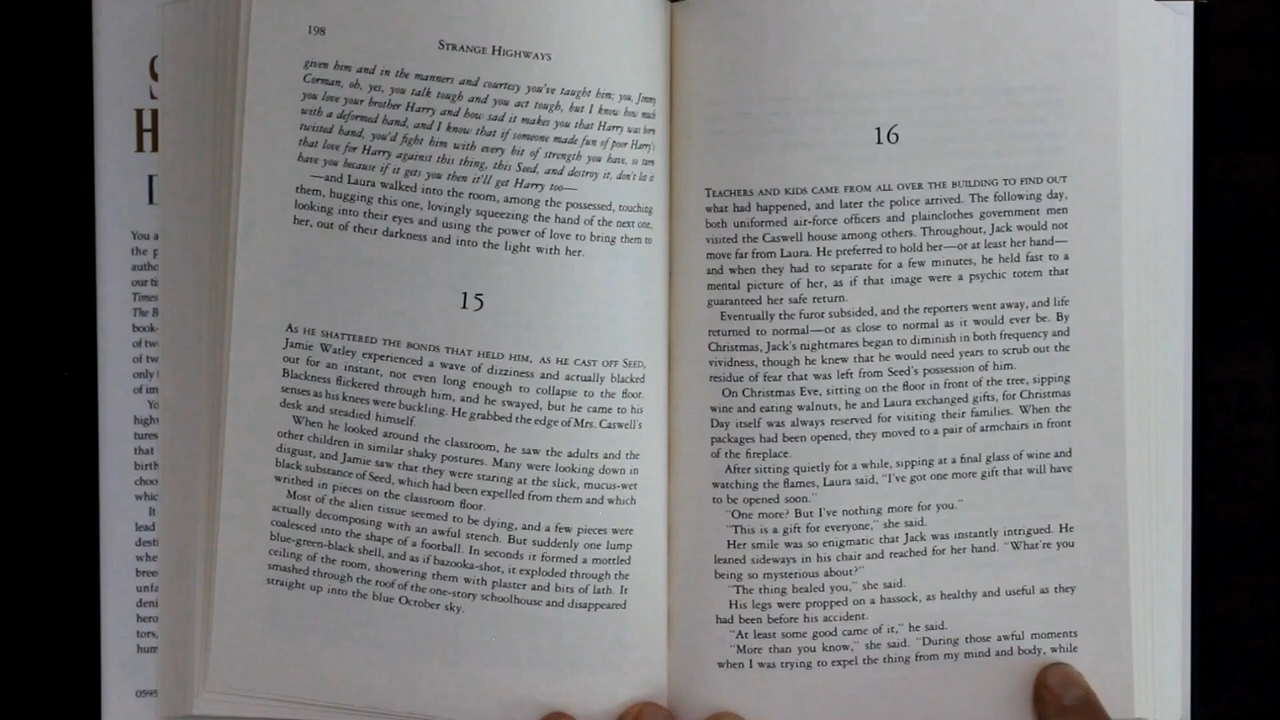 198
STRANGE HIGHWAYS
given him and in the manners and courtesy you've taught him; you, Jimmy
Corman, oh, yes, you talk tough and you act tough, but I know how much
you love your brother Harry and how sad it makes you that Harry was born
with a deformed hand, and I know that if someone made fun of poor Harry's
twisted hand, you'd fight him with every bit of strength you have, so turn
that love for Harry against this thing, this Seed, and destroy it, don't let it
have you because if it gets you then it'll get Harry too—
—and Laura walked into the room, among the possessed, touching
them, hugging this one, lovingly squeezing the hand of the next one,
looking into their eyes and using the power of love to bring them to
her, out of their darkness and into the light with her.
15
AS HE SHATTERED THE BONDS THAT HELD HIM, AS HE CAST OFF SEED,
Jamie Watley experienced a wave of dizziness and actually blacked
out for an instant, not even long enough to collapse to the floor.
Blackness flickered through him, and he swayed, but he came to his
senses as his knees were buckling. He grabbed the edge of Mrs. Caswell's
desk and steadied himself.
When he looked around the classroom, he saw the adults and the
other children in similar shaky postures. Many were looking down in
disgust, and Jamie saw that they were staring at the slick, mucus-wet
black substance of Seed, which had been expelled from them and which
writhed in pieces on the classroom floor.
Most of the alien tissue seemed to be dying, and a few pieces were
actually decomposing with an awful stench. But suddenly one lump
coalesced into the shape of a football. In seconds it formed a mottled
blue-green-black shell, and as if bazooka-shot, it exploded through the
ceiling of the room, showering them with plaster and bits of lath. It
smashed through the roof of the one-story schoolhouse and disappeared
straight up into the blue October sky.
16
TEACHERS AND KIDS CAME FROM ALL OVER THE BUILDING TO FIND OUT
what had happened, and later the police arrived. The following day,
both uniformed air-force officers and plainclothes government men
visited the Caswell house among others. Throughout, Jack would not
move far from Laura. He preferred to hold her—or at least her hand—
and when they had to separate for a few minutes, he held fast to a
mental picture of her, as if that image were a psychic totem that
guaranteed her safe return.
Eventually the furor subsided, and the reporters went away, and life
returned to normal—or as close to normal as it would ever be. By
Christmas, Jack's nightmares began to diminish in both frequency and
vividness, though he knew that he would need years to scrub out the
residue of fear that was left from Seed's possession of him.
On Christmas Eve, sitting on the floor in front of the tree, sipping
wine and eating walnuts, he and Laura exchanged gifts, for Christmas
Day itself was always reserved for visiting their families. When the
packages had been opened, they moved to a pair of armchairs in front
of the fireplace.
After sitting quietly for a while, sipping at a final glass of wine and
watching the flames, Laura said, "I've got one more gift that will have
to be opened soon."
"One more? But I've nothing more for you."
"This is a gift for everyone," she said.
Her smile was so enigmatic that Jack was instantly intrigued. He
leaned sideways in his chair and reached for her hand. "What're you
being so mysterious about?"
"The thing healed you," she said.
His legs were propped on a hassock, as healthy and useful as they
had been before his accident.
"At least some good came of it," he said.
"More than you know," she said. "During those awful moments
when I was trying to expel the thing from my mind and body, while